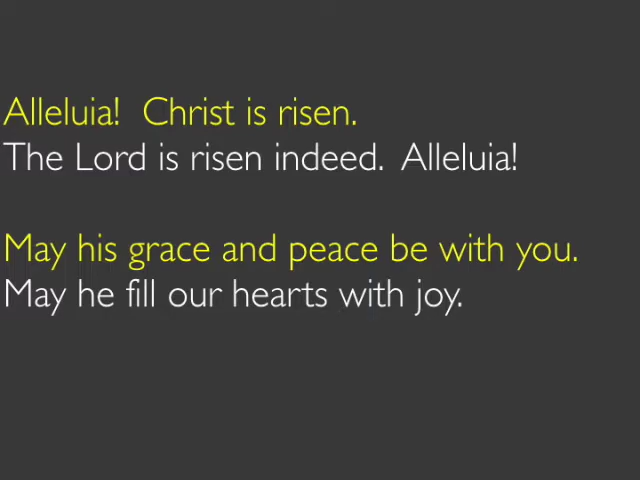 Alleluia!  Christ is risen.
The Lord is risen indeed.  Alleluia!
May his grace and peace be with you.
May he fill our hearts with joy.